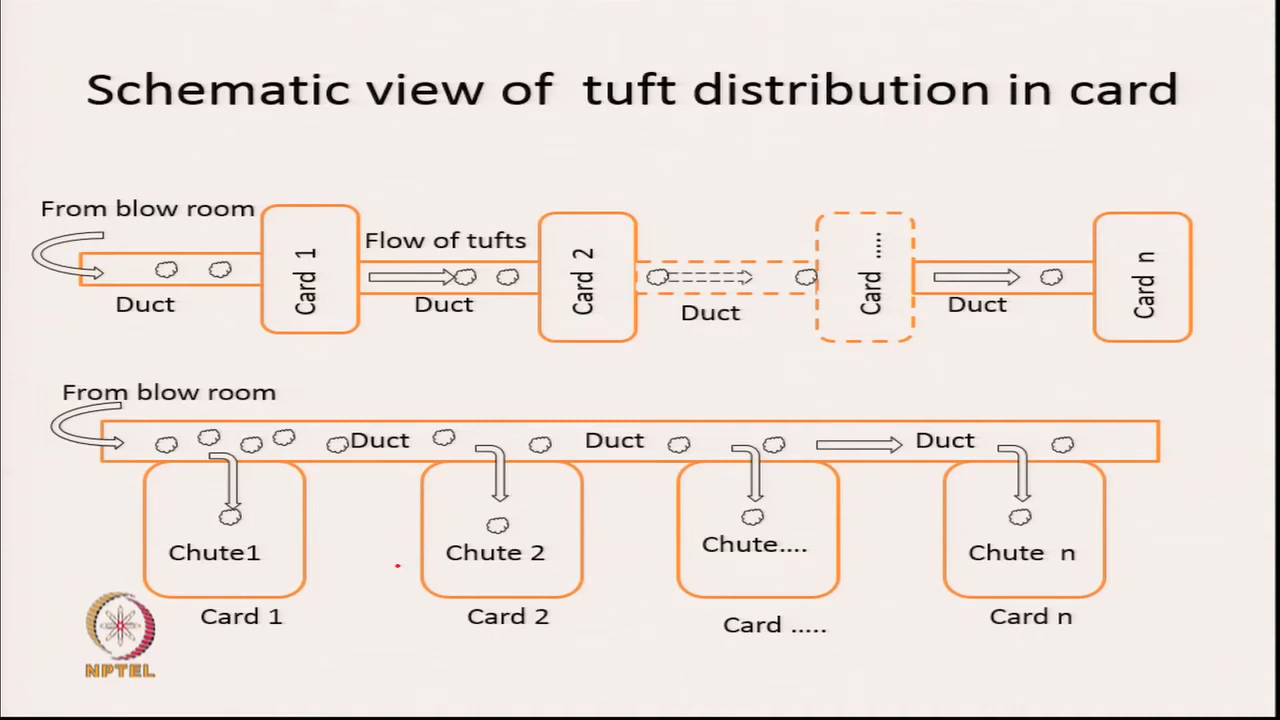 Schematic view of tuft distribution in card
From blow room
Flow of tufts
Card 1
Card 2
Card .....
Card n
Duct
Duct
Duct
Duct
From blow room
Duct
Duct
Duct
Chute1
Chute 2
Chute....
Chute n
Card 1
Card 2
Card .....
Card n
NPTEL